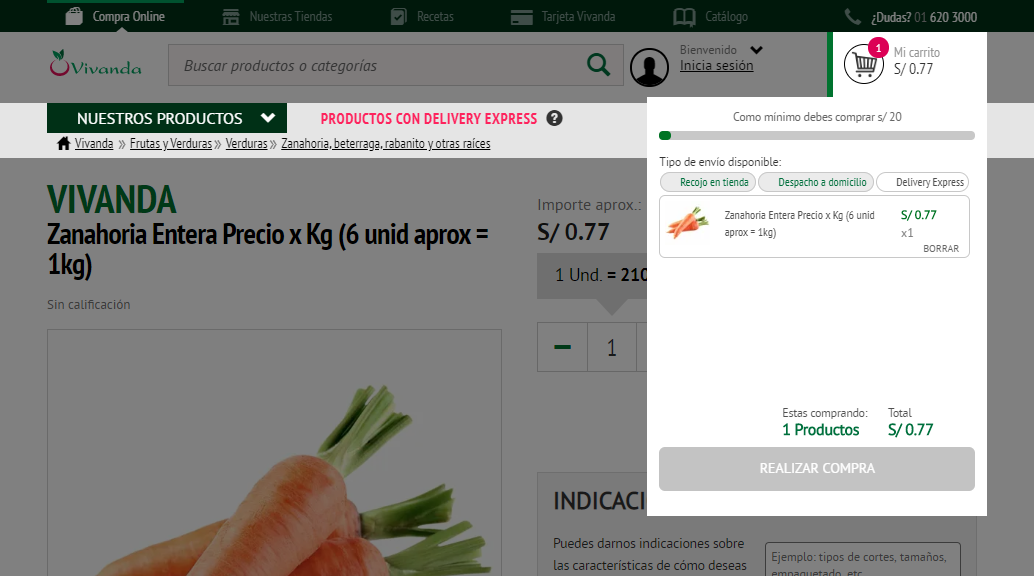 Compra Online
Nuestras Tiendas
Recetas
Tarjeta Vivanda
Catálogo
¿Dudas? 01 620 3000
Vivanda
Buscar productos o categorías
Bienvenido
Inicia sesión
1
Mi carrito
S/ 0.77
NUESTROS PRODUCTOS
PRODUCTOS CON DELIVERY EXPRESS ?
Vivanda » Frutas y Verduras » Verduras » Zanahoria, beterraga, rabanito y otras raíces
Como mínimo debes comprar s/ 20
Tipo de envío disponible:
Recojo en tienda
Despacho a domicilio
Delivery Express
Zanahoria Entera Precio x Kg (6 unid
aprox = 1kg)
S/ 0.77
x1
BORRAR
Estas comprando:
1 Productos
Total
S/ 0.77
REALIZAR COMPRA
VIVANDA
Zanahoria Entera Precio x Kg (6 unid aprox =
1kg)
Sin calificación
Importe aprox.:
S/ 0.77
1 Und. = 210
1
INDICACI
Puedes darnos indicaciones sobre
las características de cómo deseas
Ejemplo: tipos de cortes, tamaños,
empaquetado, etc